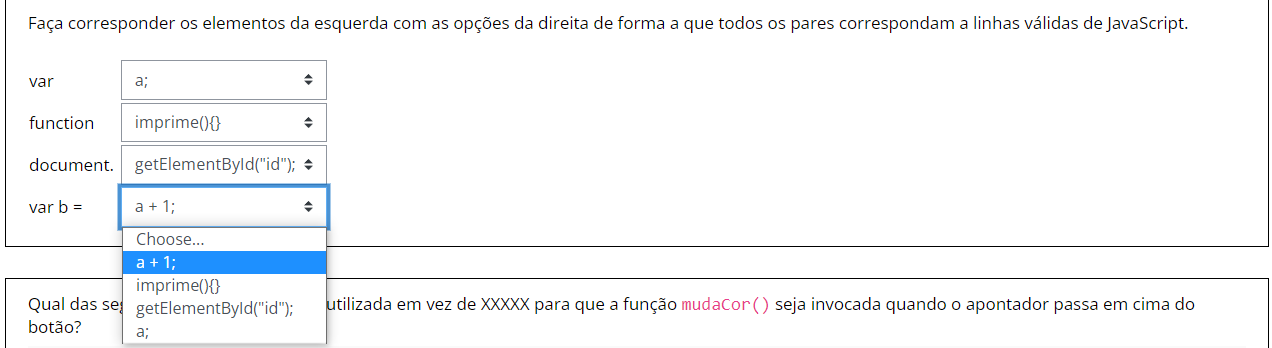 Faça corresponder os elementos da esquerda com as opções da direita de forma a que todos os pares correspondam a linhas válidas de JavaScript.
var a;
function imprime(){}
document. getElementById("id");
var b = a + 1;
Choose...
a + 1;
imprime(){}
getElementById("id");
a;
Qual das utilizada em vez de XXXXX para que a função mudaCor() seja invocada quando o apontador passa em cima do
botão?